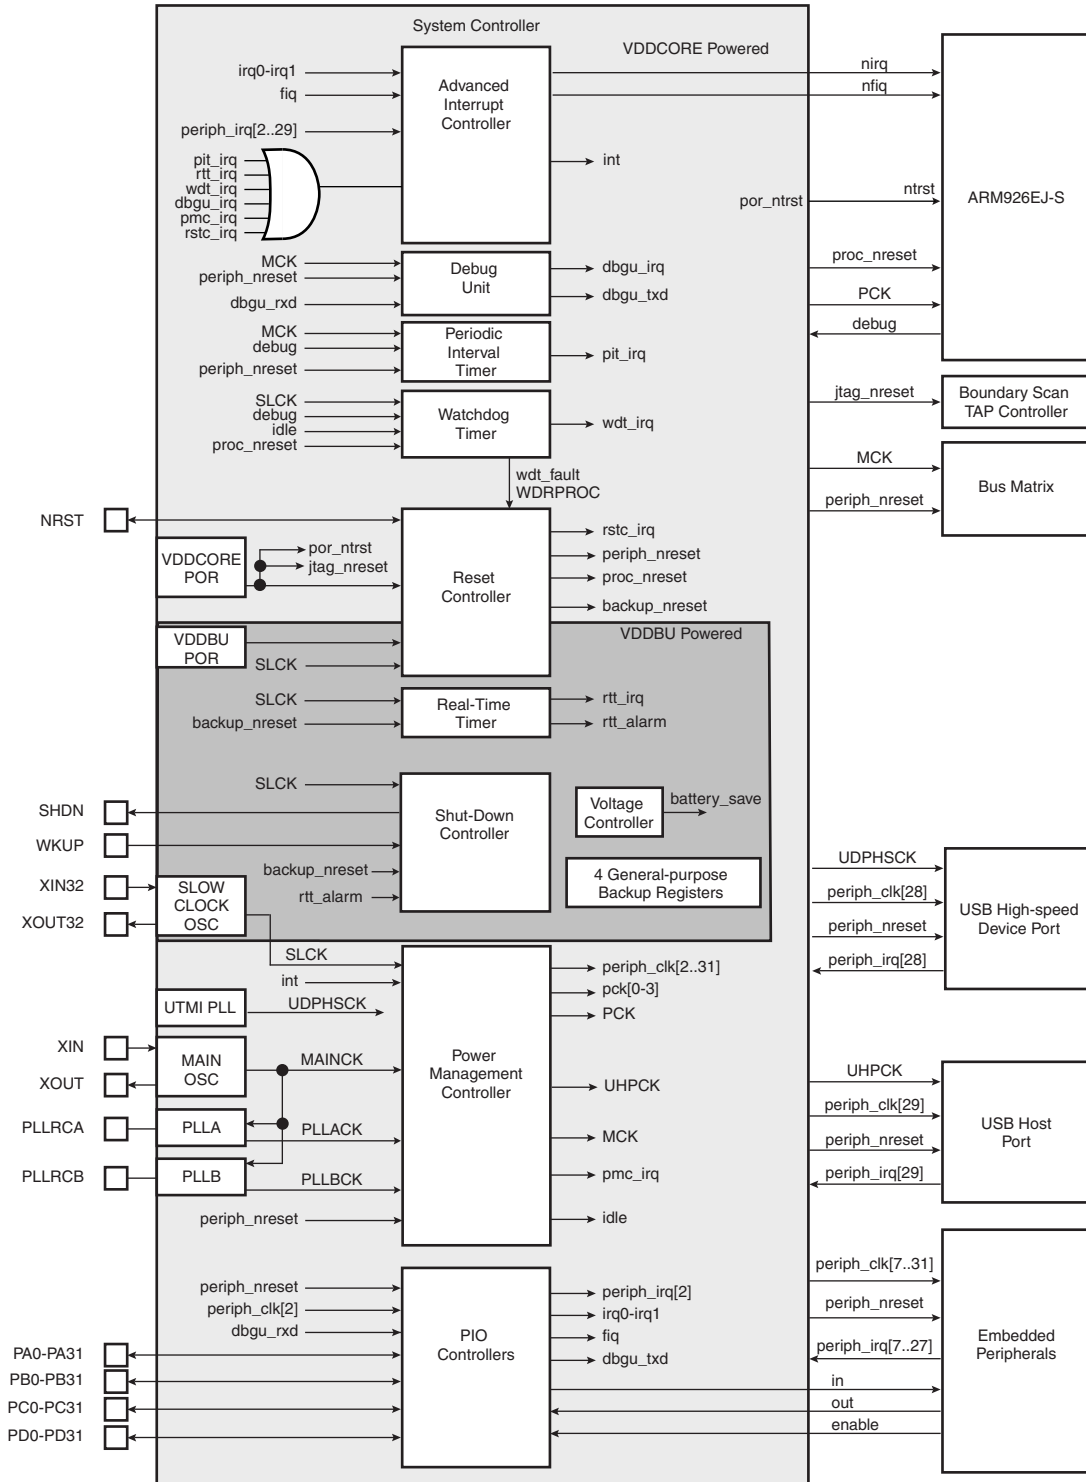 System Controller
VDDCORE Powered
irq0-irq1
fiq
periph_irq[2..29]
pit_irq
rtt_irq
wdt_irq
dbgu_irq
pmc_irq
rstc_irq
Advanced
Interrupt
Controller
int
nirq
nfiq
por_ntrst
ntrst
ARM926EJ-S
proc_nreset
PCK
debug
MCK
periph_nreset
dbgu_rxd
Debug
Unit
dbgu_irq
dbgu_txd
MCK
debug
periph_nreset
Periodic
Interval
Timer
pit_irq
SLCK
debug
idle
proc_nreset
Watchdog
Timer
wdt_irq
jtag_nreset
Boundary Scan
TAP Controller
MCK
periph_nreset
Bus Matrix
wdt_fault
WDRPROC
NRST
VDDCORE
POR
por_ntrst
jtag_nreset
Reset
Controller
rstc_irq
periph_nreset
proc_nreset
backup_nreset
VDDBU Powered
VDDBU
POR
SLCK
SLCK
backup_nreset
Real-Time
Timer
rtt_irq
rtt_alarm
SLCK
SHDN
WKUP
backup_nreset
rtt_alarm
Shut-Down
Controller
Voltage
Controller
battery_save
4 General-purpose
Backup Registers
XIN32
XOUT32
SLOW
CLOCK
OSC
UDPHSCK
periph_clk[28]
periph_nreset
periph_irq[28]
USB High-speed
Device Port
SLCK
int
UTMI PLL
UDPHSCK
XIN
XOUT
MAIN
OSC
MAINCK
PLLRCA
PLLA
PLLACK
PLLRCB
PLLB
PLLBCK
periph_nreset
Power
Management
Controller
periph_clk[2..31]
pck[0-3]
PCK
UHPCK
MCK
pmc_irq
idle
UHPCK
periph_clk[29]
periph_nreset
periph_irq[29]
USB Host
Port
periph_nreset
periph_clk[2]
dbgu_rxd
PA0-PA31
PB0-PB31
PC0-PC31
PD0-PD31
PIO
Controllers
periph_irq[2]
irq0-irq1
fiq
dbgu_txd
periph_clk[7..31]
periph_nreset
periph_irq[7..27]
in
out
enable
Embedded
Peripherals